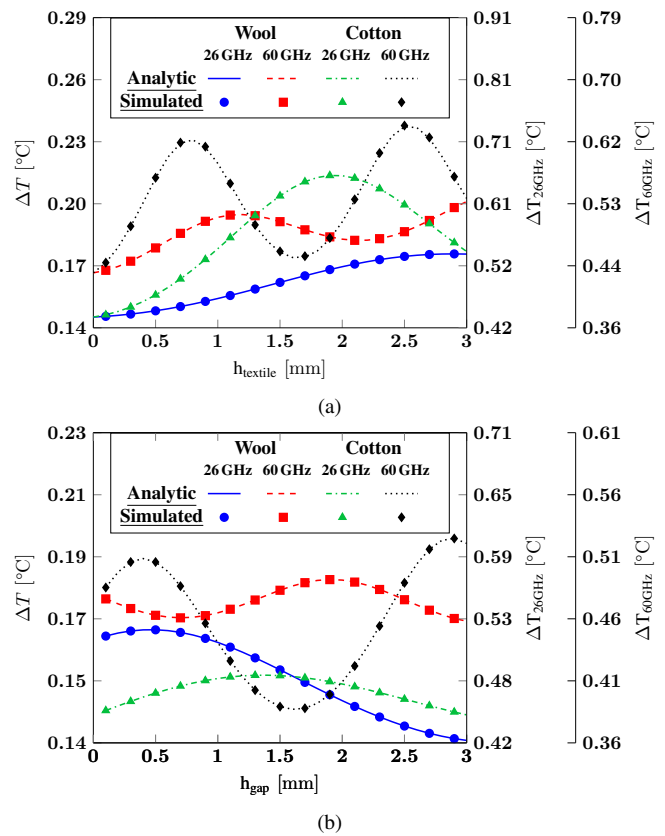 0.29 0.91 0.79
Wool Cotton
26 GHz 60 GHz 26 GHz 60 GHz
0.26 0.81 0.70
Analytic
Simulated
0.23 0.71 0.62
ΔT [°C] ΔT26GHz [°C] ΔT60GHz [°C]
0.20 0.61 0.53
0.17 0.52 0.44
0.14 0.42 0.36
0 0.5 1 1.5 2 2.5 3
htextile [mm]
(a)
0.23 0.71 0.61
Wool Cotton
26 GHz 60 GHz 26 GHz 60 GHz
0.21 0.65 0.56
Analytic
Simulated
0.19 0.59 0.51
ΔT [°C] ΔT26GHz [°C] ΔT60GHz [°C]
0.17 0.53 0.46
0.15 0.48 0.41
0.14 0.42 0.36
0 0.5 1 1.5 2 2.5 3
hgap [mm]
(b)